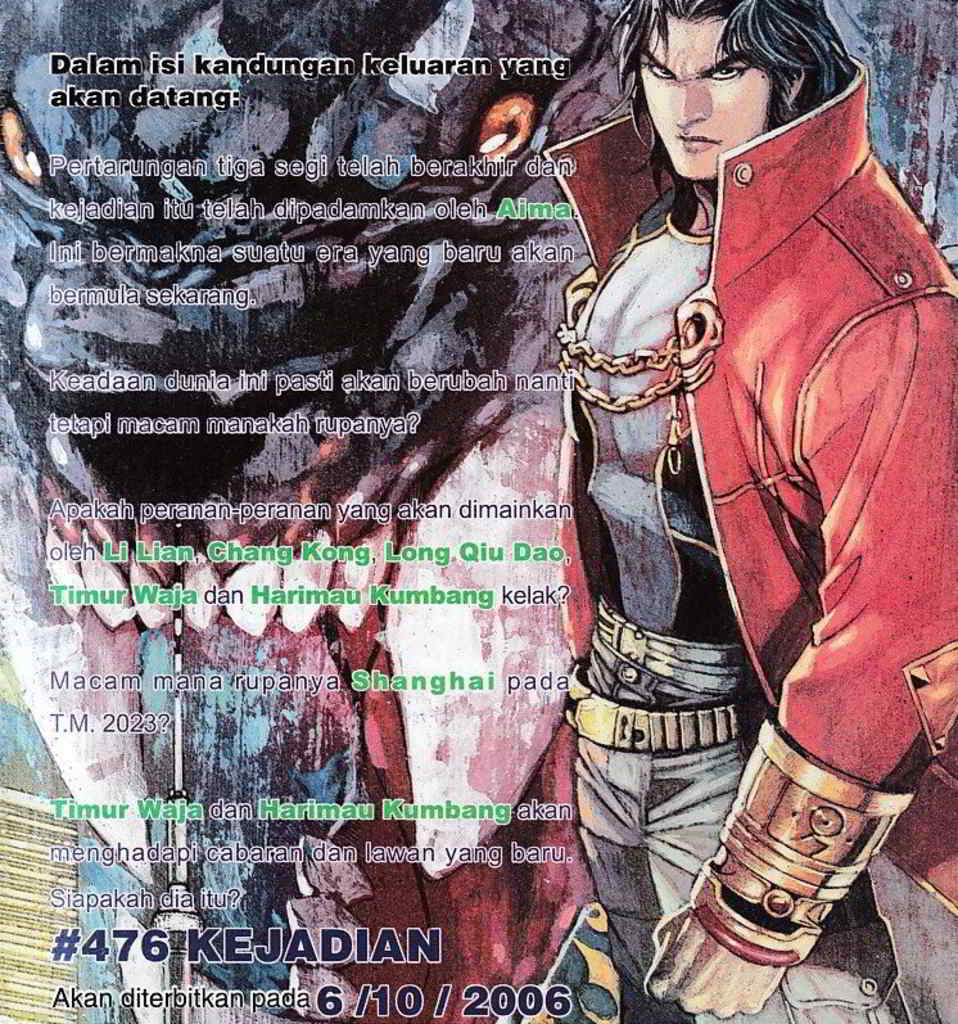 Dalam isi kandungan keluaran yang
akan datang:
Pertarungan tiga segi telah berakhir dan
kejadian itu telah dipadamkan oleh Aima.
Ini bermakna suatu era yang baru akan
bermula sekarang.
Keadaan dunia ini pasti akan berubah nanti
tetapi macam manakah rupanya?
Apakah peranan-peranan yang akan dimainkan
oleh Li Lian, Chang Kong, Long Qiu Dao,
Timur Waja dan Harimau Kumbang kelak?
Macam mana rupanya Shanghai pada
T.M. 2023?
Timur Waja dan Harimau Kumbang akan
menghadapi cabaran dan lawan yang baru.
Siapakah dia itu?
#476 KEJADIAN
Akan diterbitkan pada 6 /10 / 2006